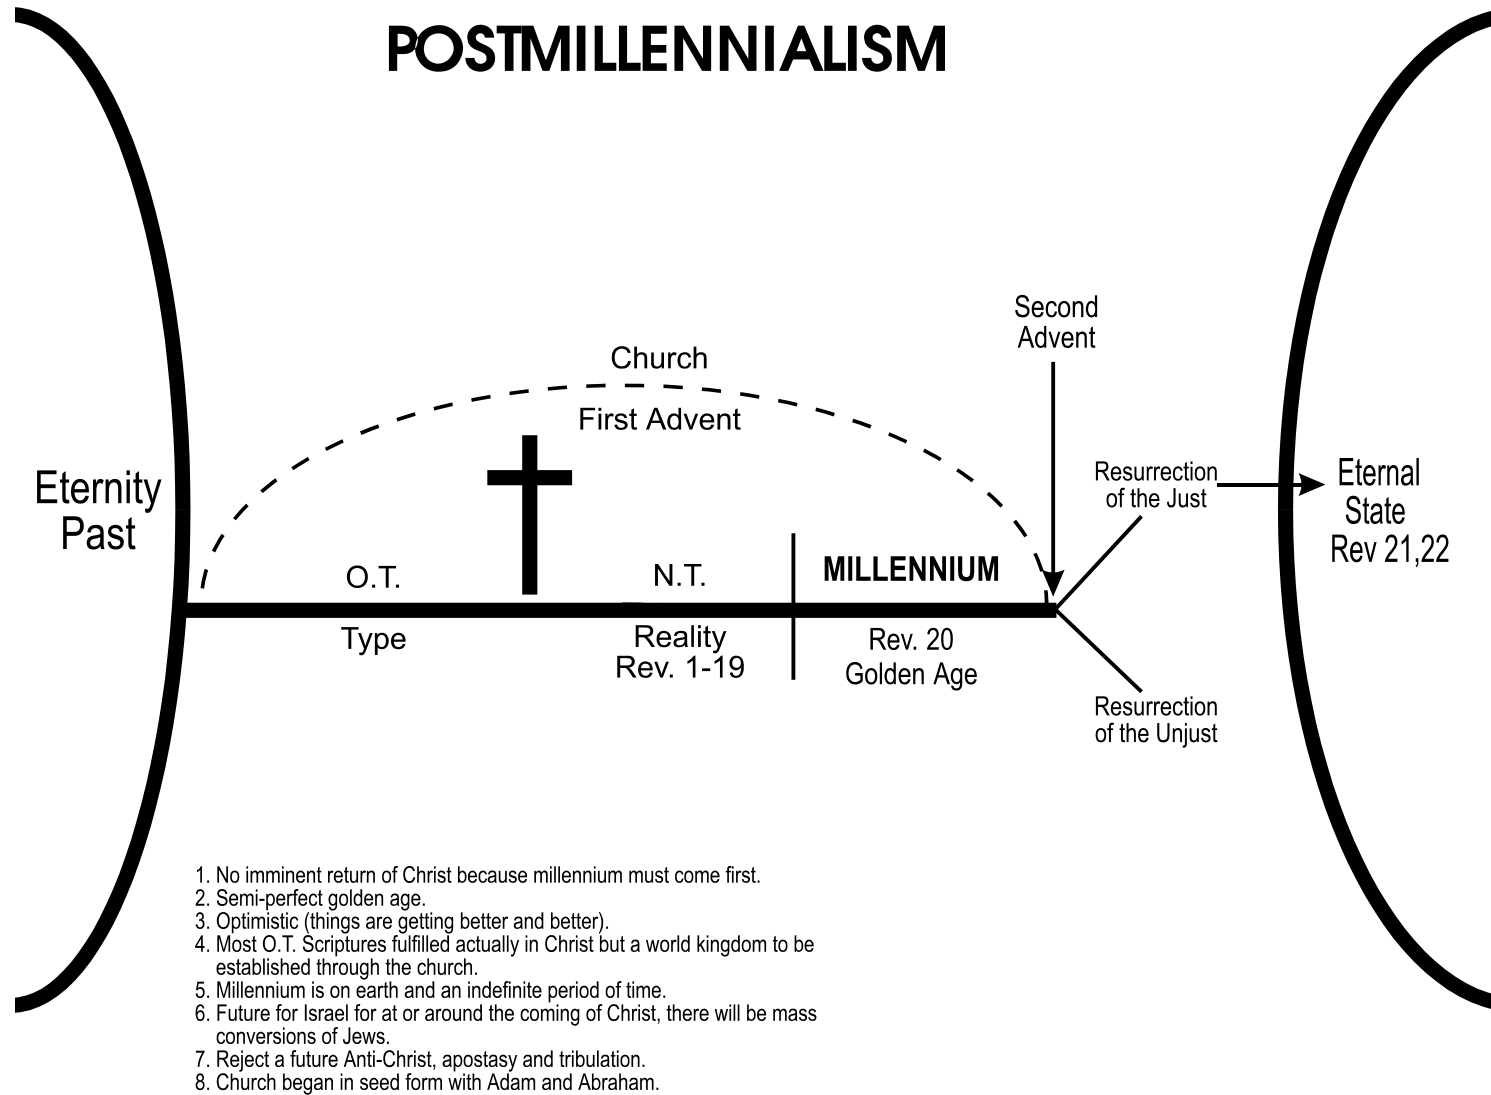 POSTMILLENNIALISM
Second
Advent
Church
First Advent
Eternity
Past
Resurrection
of the Just
Eternal
State
Rev 21,22
O.T.
N.T.
MILLENNIUM
Type
Reality
Rev. 1-19
Rev. 20
Golden Age
Resurrection
of the Unjust
1. No imminent return of Christ because millennium must come first.
2. Semi-perfect golden age.
3. Optimistic (things are getting better and better).
4. Most O.T. Scriptures fulfilled actually in Christ but a world kingdom to be
established through the church.
5. Millennium is on earth and an indefinite period of time.
6. Future for Israel for at or around the coming of Christ, there will be mass
conversions of Jews.
7. Reject a future Anti-Christ, apostasy and tribulation.
8. Church began in seed form with Adam and Abraham.